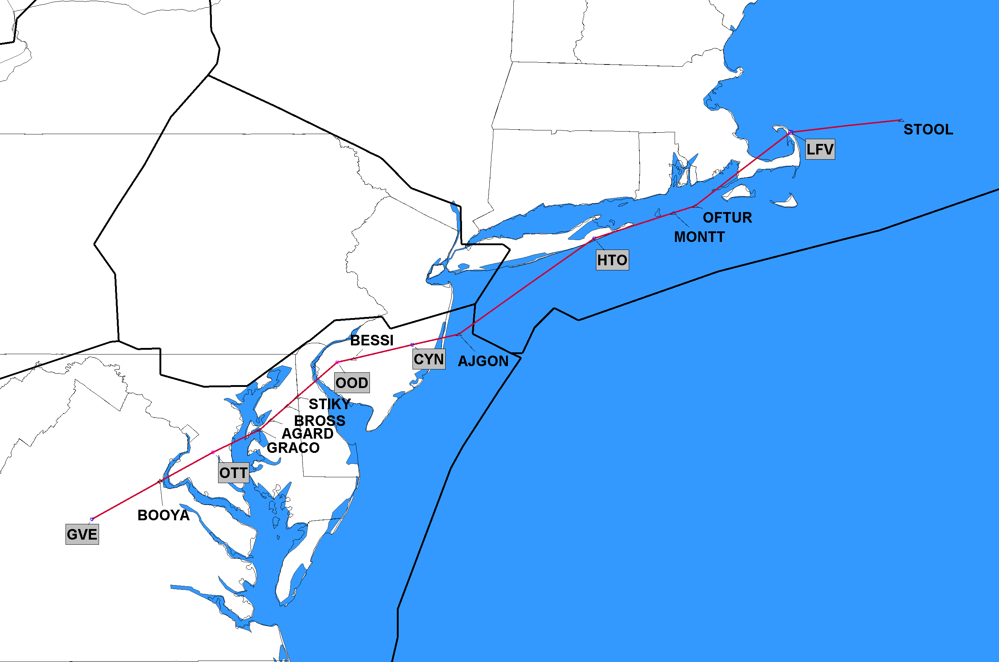 STOOL
LFV
OFTUR
MONTT
HTO
BESSI
CYN
AJGON
OOD
STIKY
BROSS
AGARD
GRACO
OTT
BOOYA
GVE